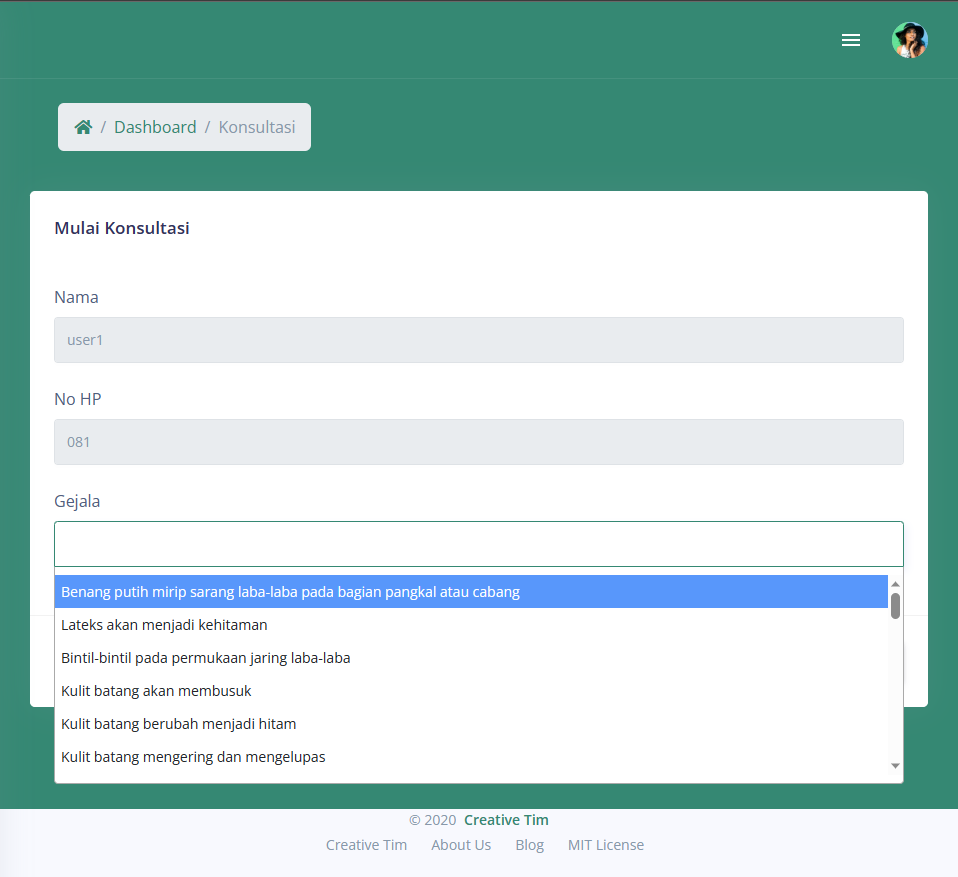 / Dashboard / Konsultasi
Mulai Konsultasi
Nama
user1
No HP
081
Gejala
Benang putih mirip sarang laba-laba pada bagian pangkal atau cabang
Lateks akan menjadi kehitaman
Bintil-bintil pada permukaan jaring laba-laba
Kulit batang akan membusuk
Kulit batang berubah menjadi hitam
Kulit batang mengering dan mengelupas
© 2020 Creative Tim
Creative Tim About Us Blog MIT License